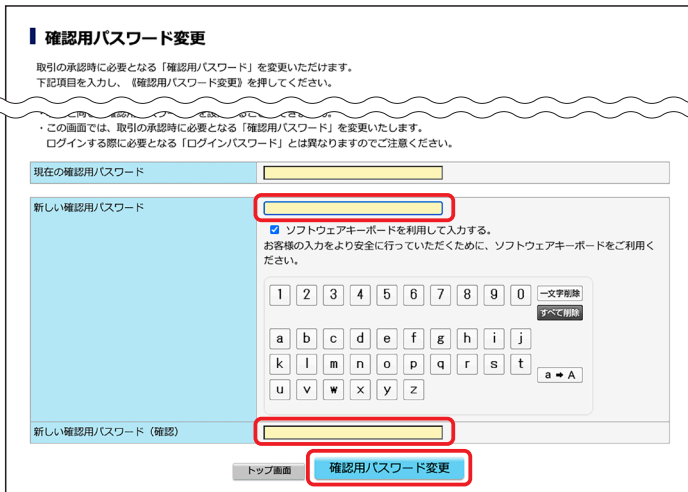 確認用パスワード変更
取引の承認時に必要となる「確認用パスワード」を変更いただけます。
下記項目を入力し、《確認用パスワード変更》を押してください。
・この画面では、取引の承認時に必要となる「確認用パスワード」を変更いたします。
ログインする際に必要となる「ログインパスワード」とは異なりますのでご注意ください。
現在の確認用パスワード
新しい確認用パスワード
ソフトウェアキーボードを利用して入力する。
お客様の入力をより安全に行っていただくために、ソフトウェアキーボードをご利用く
ださい。
1 2 3 4 5 6 7 8 9 0 一文字削除
すべて削除
a b c d e f g h i j
k l m n o p q r s t
a ➡ A
u v w x y z
新しい確認用パスワード（確認）
トップ画面 確認用パスワード変更